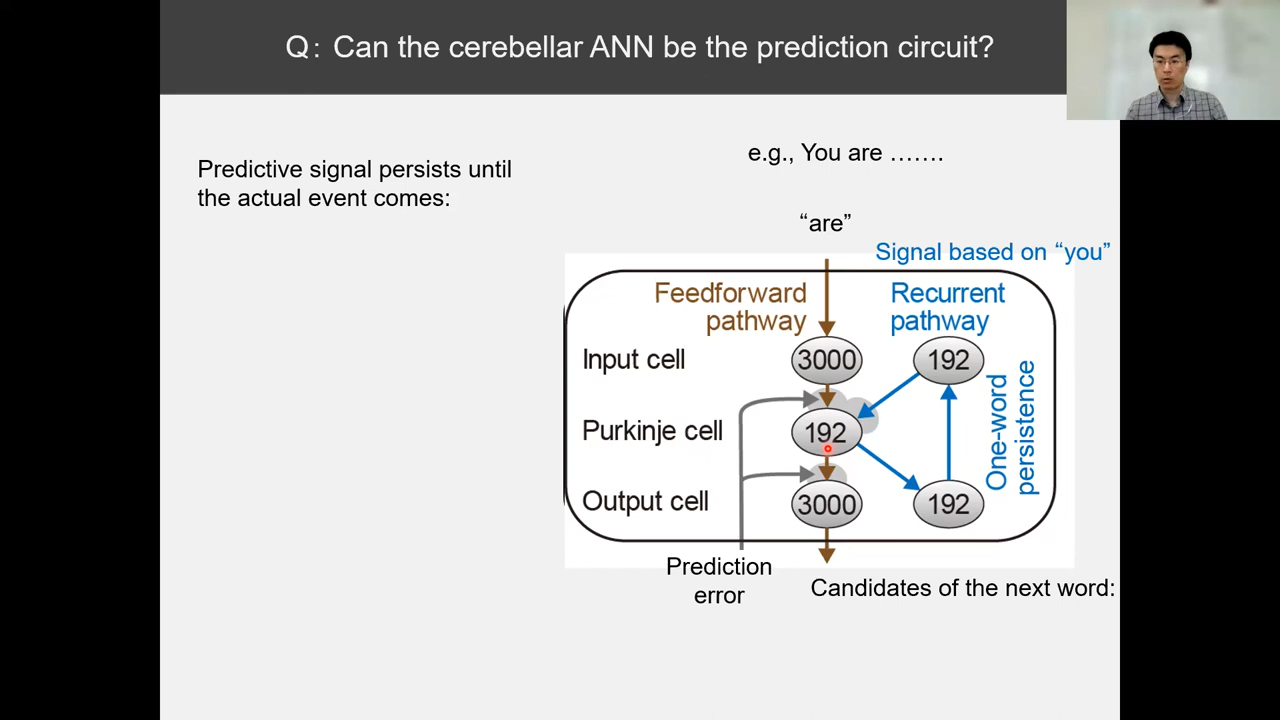 Q: Can the cerebellar ANN be the prediction circuit?
Predictive signal persists until
the actual event comes:
e.g., You are …….
“are”
Signal based on “you”
Feedforward
pathway
Recurrent
pathway
Input cell
3000
192
Purkinje cell
192
One-word
persistence
Output cell
3000
192
Prediction
error
Candidates of the next word: